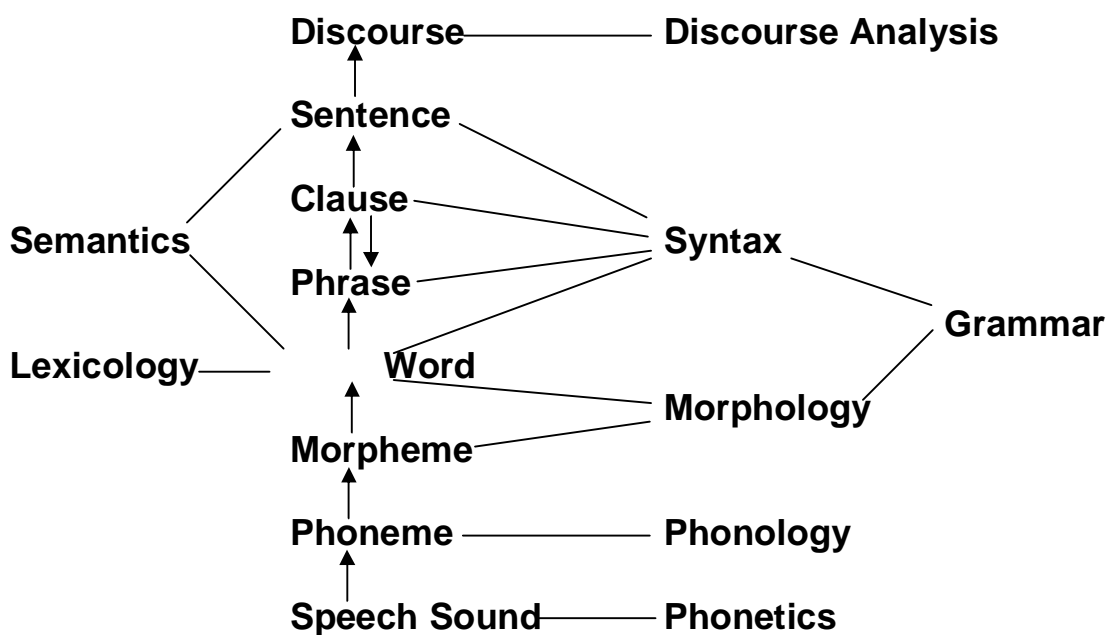 Discourse Discourse Analysis
Sentence
Clause
Semantics Syntax
Phrase
Grammar
Lexicology Word
Morphology
Morpheme
Phoneme Phonology
Speech Sound Phonetics